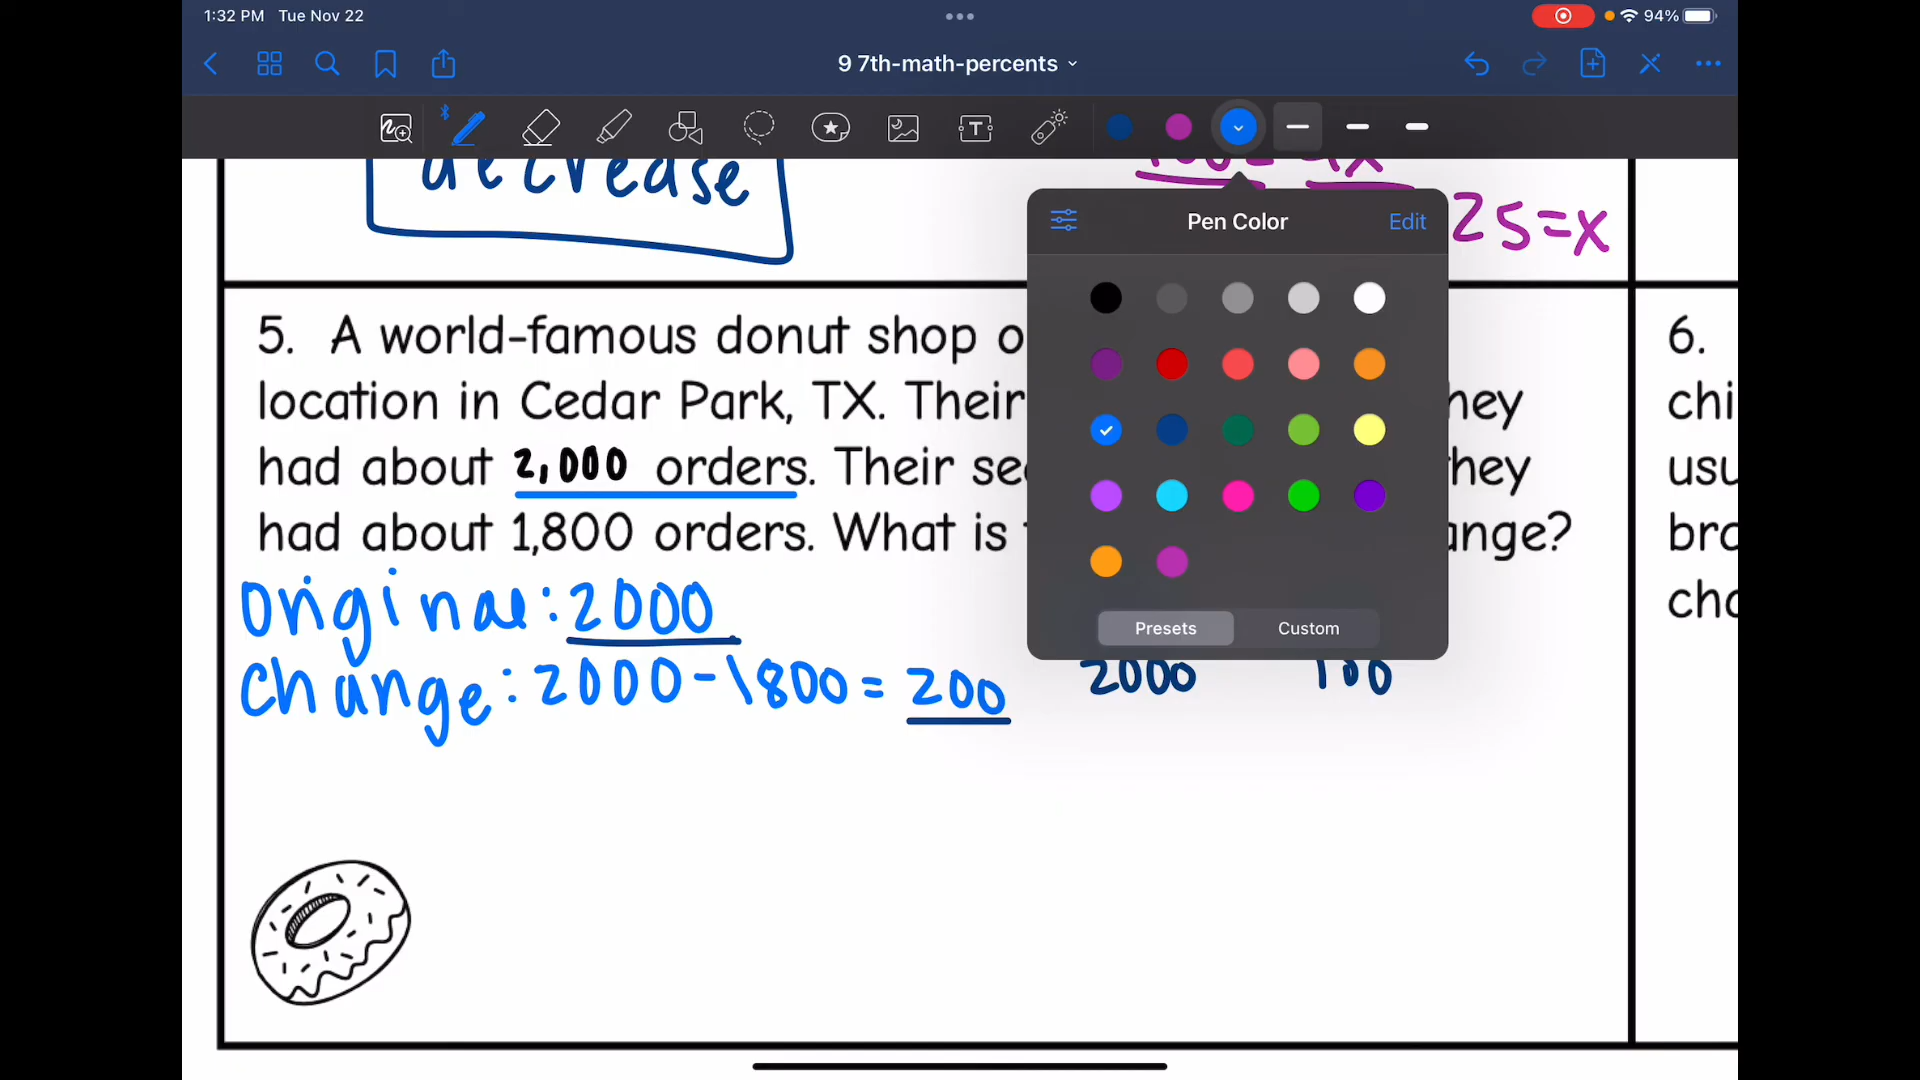 1:32 PM Tue Nov 22
94%
9 7th-math-percents
T
decrease
25=x
Pen Color
Edit
5. A world-famous donut shop o
location in Cedar Park, TX. Their
hey
had about 2,000 orders. Their se
they
had about 1,800 orders. What is
ange?
Presets
Custom
Original: 2000
Change: 2000-1800 = 200
2000 100
6.
chi
usu
bro
cho